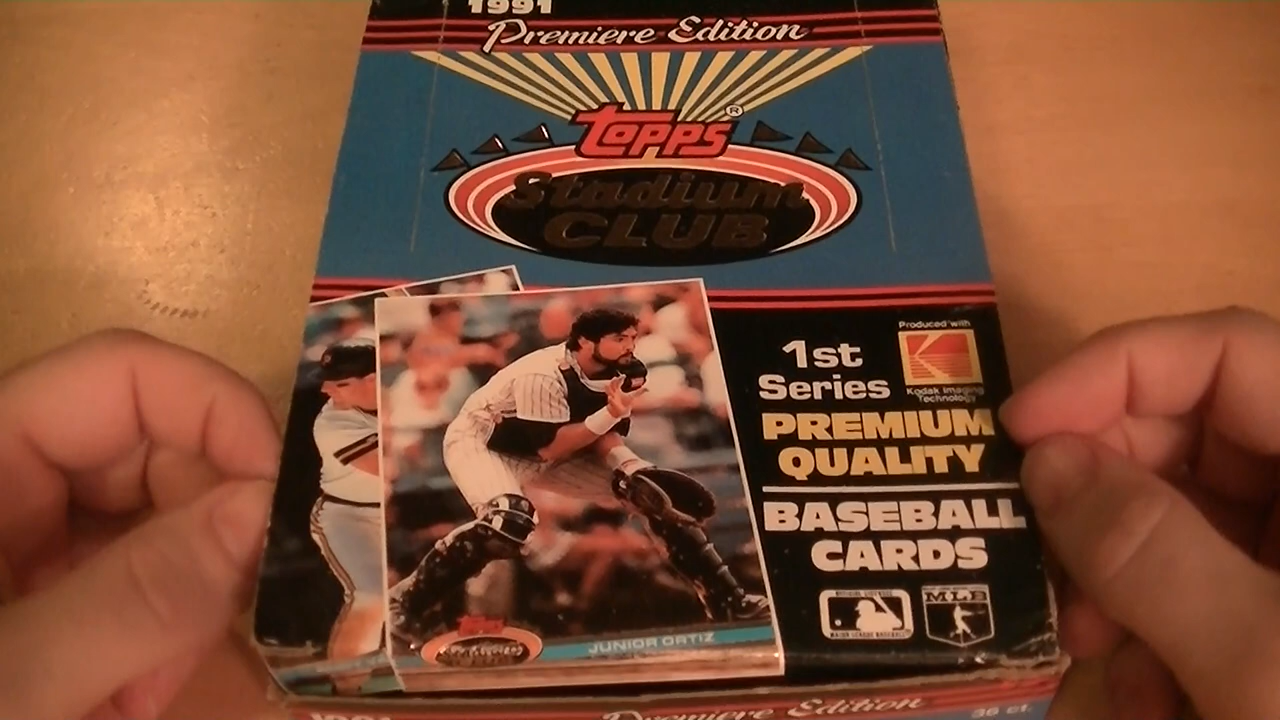 1991
Premiere Edition
Topps®
Stadium
CLUB
1st
Series
Produced with
Kodak Imaging
Technology
PREMIUM
QUALITY
BASEBALL
CARDS
MLB
JUNIOR ORTIZ
1991
Premiere Edition
36 ct.